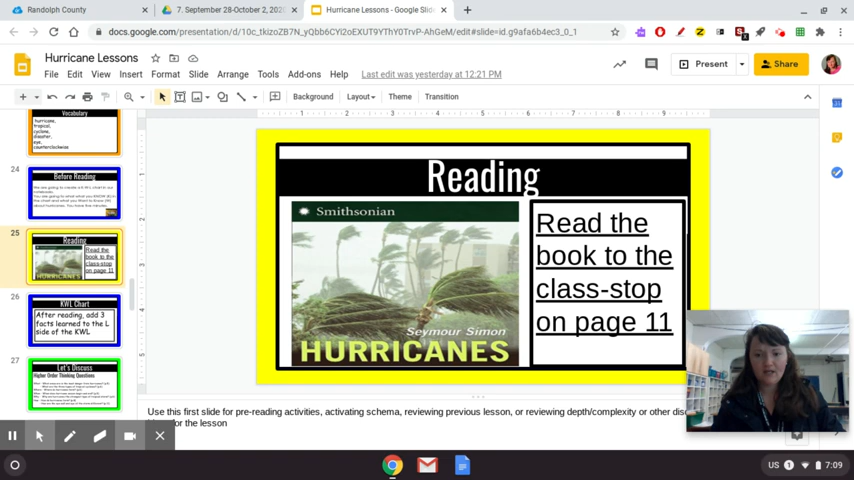 Randolph County
7. September 28-October 2, 202
Hurricane Lessons - Google Slid
docs.google.com/presentation/d/10c_tkizoZB7N_yQbb6CYl2oEXUT9YThY0TrvP-AhGeM/edit#slide=id.g9afa6b4ec3_0_1
Hurricane Lessons
File Edit View Insert Format Slide Arrange Tools Add-ons Help Last edit was yesterday at 12:21 PM
Present
Share
Background Layout Theme Transition
Vocabulary
hurricane,
tropical,
cyclone,
disaster,
eye,
counterclockwise
24
Before Reading
25
Reading
Read the
book to the
class-stop
on page 11
HURRICANES
26
KWL Chart
After reading, add 3
facts learned to the L
side of the KWL
27
Let's Discuss
Higher Order Thinking Questions
Reading
Smithsonian
Seymour Simon
HURRICANES
Read the
book to the
class-stop
on page 11
Use this first slide for pre-reading activities, activating schema, reviewing previous lesson, or reviewing depth/complexity or other
for the lesson
US 1 7:09